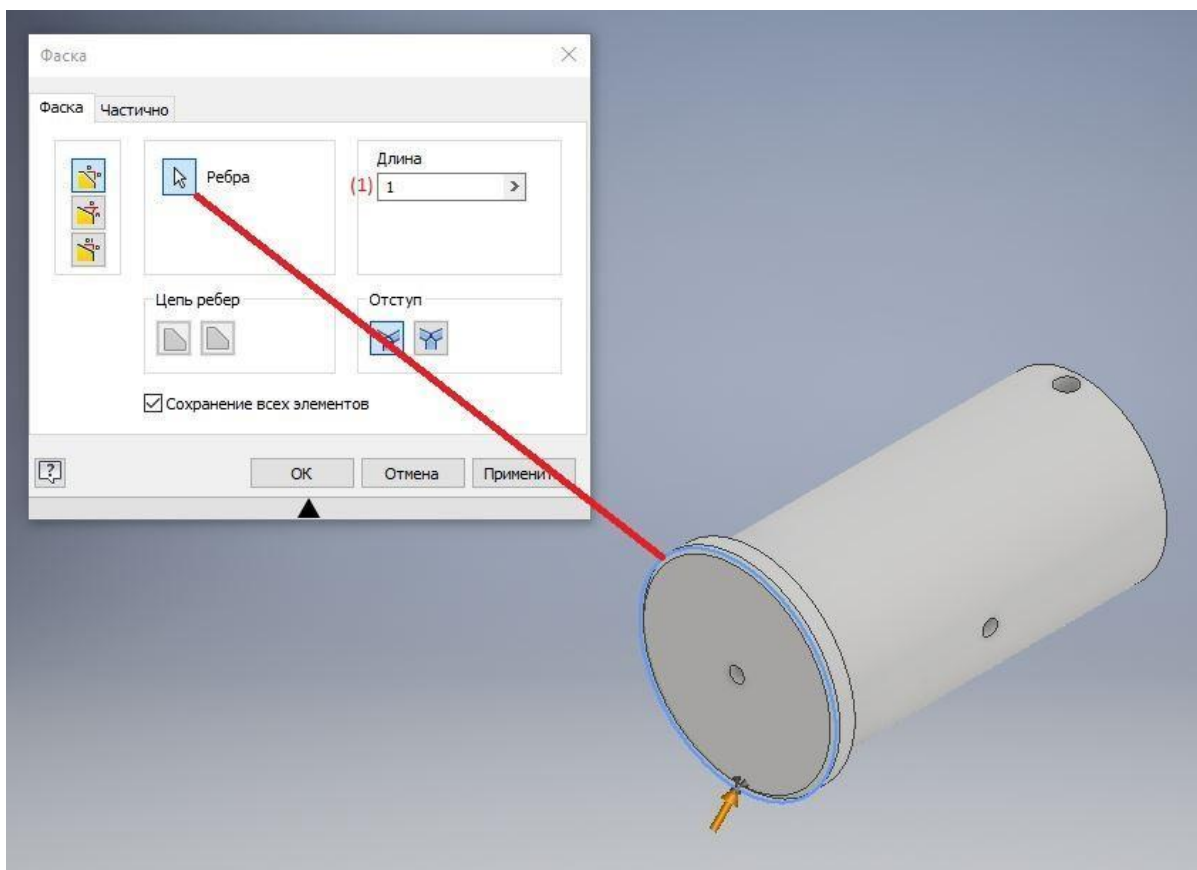 Фаска
Фаска Частично
Ребра
Длина
(1) 1
Цепь ребер
Отступ
Сохранение всех элементов
ОК Отмена Применить